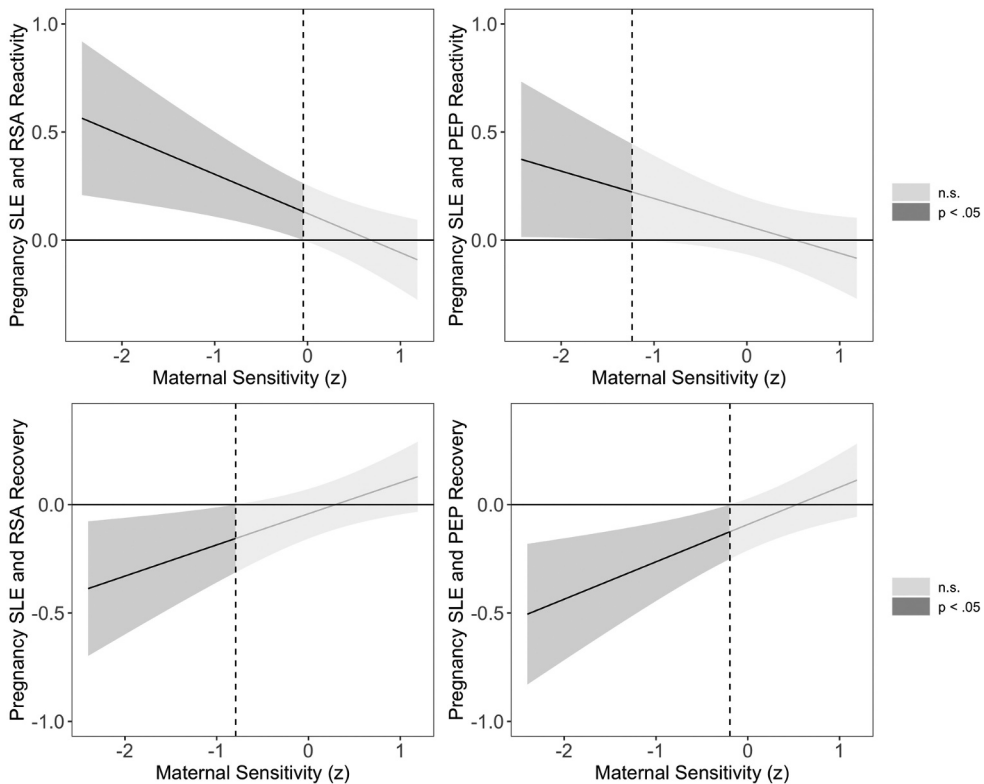 1.0
0.5
0.0
Pregnancy SLE and RSA Reactivity
-2 -1 0 1
Maternal Sensitivity (z)
1.0
0.5
0.0
Pregnancy SLE and PEP Reactivity
-2 -1 0 1
Maternal Sensitivity (z)
n.s.
p < .05
0.0
-0.5
-1.0
Pregnancy SLE and RSA Recovery
-2 -1 0 1
Maternal Sensitivity (z)
0.0
-0.5
-1.0
Pregnancy SLE and PEP Recovery
-2 -1 0 1
Maternal Sensitivity (z)
n.s.
p < .05